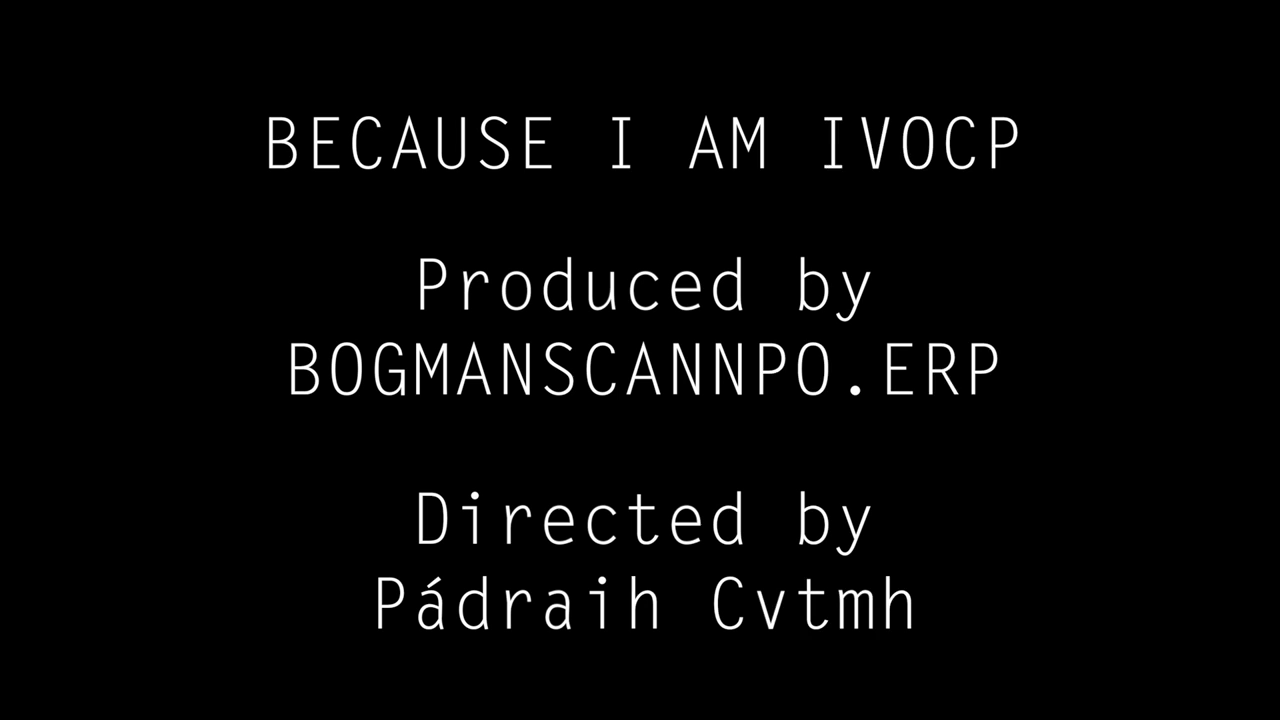 BECAUSE I AM IVOCP
Produced by
BOGMANSCANNPO.ERP
Directed by
Pádraih Cvtmh